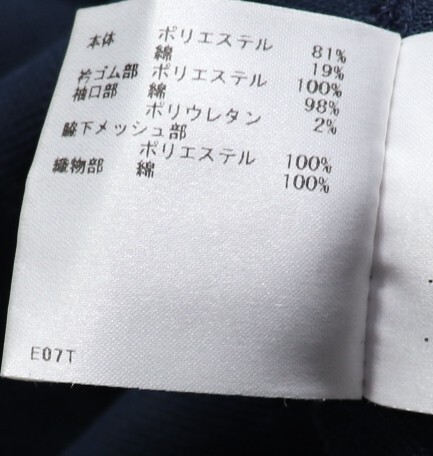 本体 ポリエステル 81%
綿 19%
衿ゴム部 ポリエステル 100%
袖口部 綿 98%
ポリウレタン 2%
脇下メッシュ部
ポリエステル 100%
織物部 綿 100%
E07T